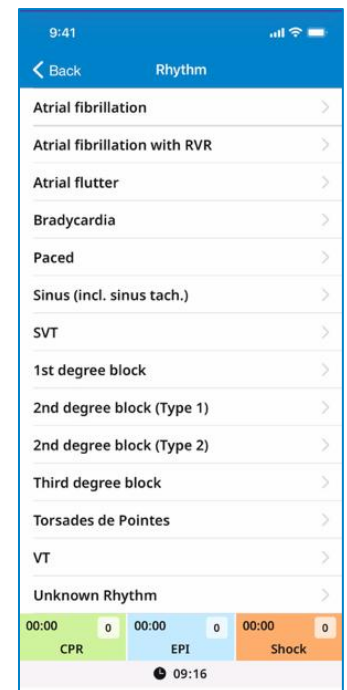 9:41
Back Rhythm
Atrial fibrillation
Atrial fibrillation with RVR
Atrial flutter
Bradycardia
Paced
Sinus (incl. sinus tach.)
SVT
1st degree block
2nd degree block (Type 1)
2nd degree block (Type 2)
Third degree block
Torsades de Pointes
VT
Unknown Rhythm
00:00 0 00:00 0 00:00 0
CPR EPI Shock
09:16